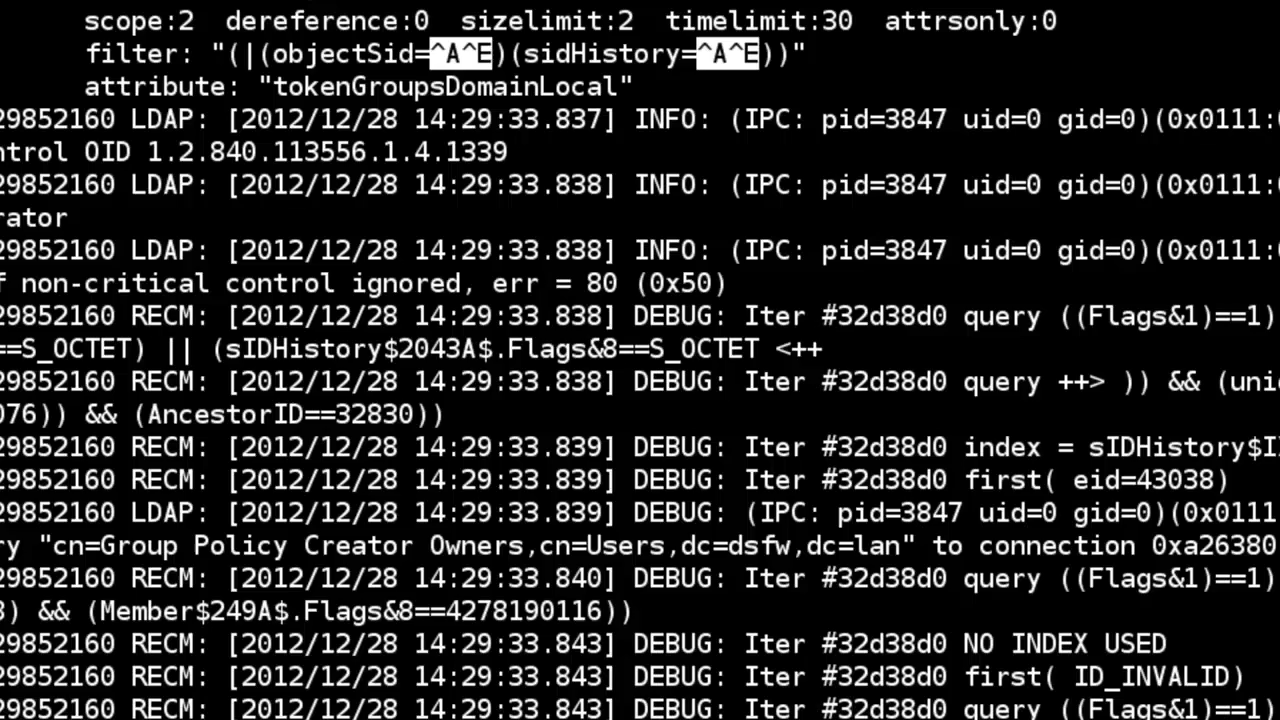 scope:2 dereference:0 sizelimit:2 timelimit:30 attrsonly:0
filter: "(|(objectSid=^A^E)(sidHistory=^A^E))"
attribute: "tokenGroupsDomainLocal"
29852160 LDAP: [2012/12/28 14:29:33.837] INFO: (IPC: pid=3847 uid=0 gid=0)(0x0111:
ntrol OID 1.2.840.113556.1.4.1339
29852160 LDAP: [2012/12/28 14:29:33.838] INFO: (IPC: pid=3847 uid=0 gid=0)(0x0111:
rator
29852160 LDAP: [2012/12/28 14:29:33.838] INFO: (IPC: pid=3847 uid=0 gid=0)(0x0111:
f non-critical control ignored, err = 80 (0x50)
29852160 RECM: [2012/12/28 14:29:33.838] DEBUG: Iter #32d38d0 query ((Flags&1)==1)
==S_OCTET) || (sIDHistory$2043A$.Flags&8==S_OCTET <++
29852160 RECM: [2012/12/28 14:29:33.838] DEBUG: Iter #32d38d0 query ++> )) && (uni
076)) && (AncestorID==32830))
29852160 RECM: [2012/12/28 14:29:33.839] DEBUG: Iter #32d38d0 index = sIDHistory$I
29852160 RECM: [2012/12/28 14:29:33.839] DEBUG: Iter #32d38d0 first( eid=43038)
29852160 LDAP: [2012/12/28 14:29:33.839] DEBUG: (IPC: pid=3847 uid=0 gid=0)(0x0111
ry "cn=Group Policy Creator Owners,cn=Users,dc=dsfw,dc=lan" to connection 0xa26380
29852160 RECM: [2012/12/28 14:29:33.840] DEBUG: Iter #32d38d0 query ((Flags&1)==1)
3) && (Member$249A$.Flags&8==4278190116))
29852160 RECM: [2012/12/28 14:29:33.843] DEBUG: Iter #32d38d0 NO INDEX USED
29852160 RECM: [2012/12/28 14:29:33.843] DEBUG: Iter #32d38d0 first( ID_INVALID)
29852160 RECM: [2012/12/28 14:29:33.843] DEBUG: Iter #32d38d0 query ((Flags&1)==1)